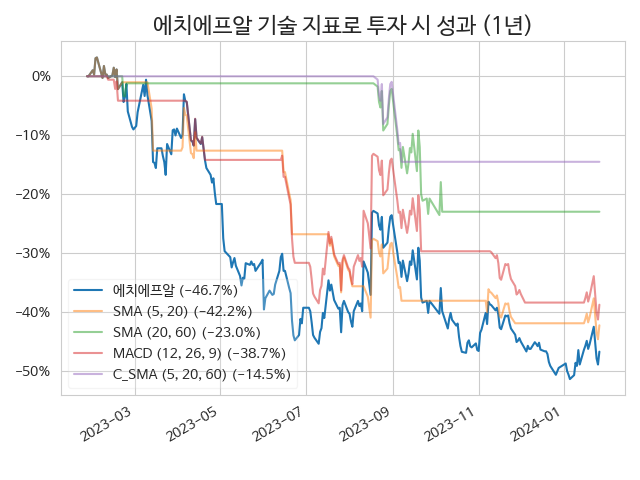 에치에프알 기술 지표로 투자 시 성과 (1년)
0%
−10%
−20%
−30%
−40%
−50%
에치에프알 (−46.7%)
SMA (5, 20) (−42.2%)
SMA (20, 60) (−23.0%)
MACD (12, 26, 9) (−38.7%)
C_SMA (5, 20, 60) (−14.5%)
2023−03
2023−05
2023−07
2023−09
2023−11
2024−01